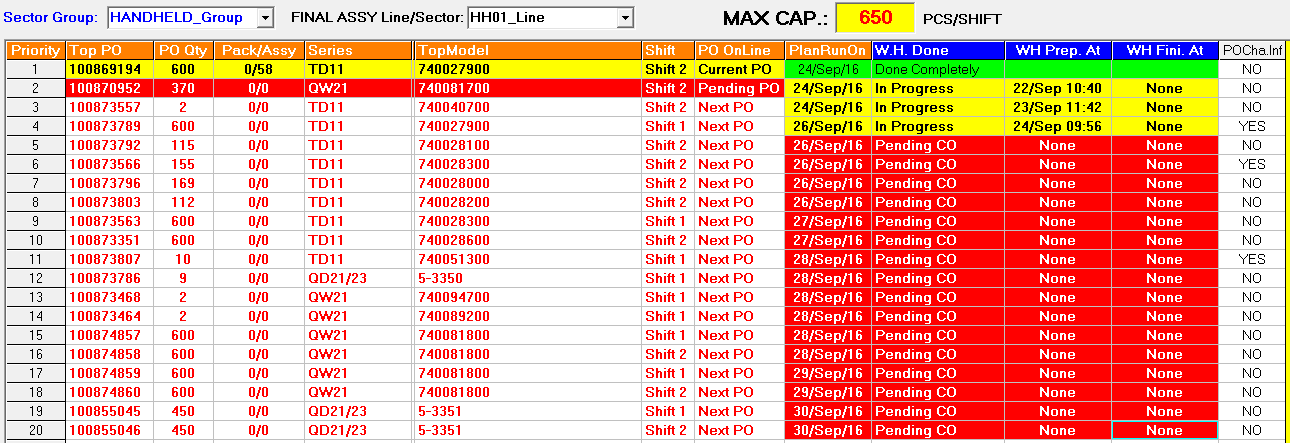 Sector Group: HANDHELD_Group FINAL ASSY Line/Sector: HH01_Line MAX CAP.: 650 PCS/SHIFT
Priority Top PO PO Qty Pack/Assy Series TopModel Shift PO OnLine PlanRunOn W.H. Done WH Prep. At WH Fini. At POCha.Inf
1 100869194 600 0/58 TD11 740027900 Shift 2 Current PO 24/Sep/16 Done Completely NO
2 100870952 370 0/0 QW21 740081700 Shift 2 Pending PO 24/Sep/16 In Progress 22/Sep 10:40 None NO
3 100873557 2 0/0 TD11 740040700 Shift 2 Next PO 24/Sep/16 In Progress 23/Sep 11:42 None NO
4 100873789 600 0/0 TD11 740027900 Shift 1 Next PO 26/Sep/16 In Progress 24/Sep 09:56 None YES
5 100873792 115 0/0 TD11 740028100 Shift 2 Next PO 26/Sep/16 Pending CO None None NO
6 100873566 155 0/0 TD11 740028300 Shift 2 Next PO 26/Sep/16 Pending CO None None YES
7 100873796 169 0/0 TD11 740028000 Shift 2 Next PO 26/Sep/16 Pending CO None None NO
8 100873803 112 0/0 TD11 740028200 Shift 2 Next PO 26/Sep/16 Pending CO None None NO
9 100873563 600 0/0 TD11 740028300 Shift 1 Next PO 27/Sep/16 Pending CO None None NO
10 100873351 600 0/0 TD11 740028600 Shift 2 Next PO 27/Sep/16 Pending CO None None NO
11 100873807 10 0/0 TD11 740051300 Shift 1 Next PO 28/Sep/16 Pending CO None None YES
12 100873786 9 0/0 QD21/23 5-3350 Shift 1 Next PO 28/Sep/16 Pending CO None None NO
13 100873468 2 0/0 QW21 740094700 Shift 1 Next PO 28/Sep/16 Pending CO None None NO
14 100873464 2 0/0 QW21 740089200 Shift 1 Next PO 28/Sep/16 Pending CO None None NO
15 100874857 600 0/0 QW21 740081800 Shift 1 Next PO 28/Sep/16 Pending CO None None NO
16 100874858 600 0/0 QW21 740081800 Shift 2 Next PO 28/Sep/16 Pending CO None None NO
17 100874859 600 0/0 QW21 740081800 Shift 1 Next PO 29/Sep/16 Pending CO None None NO
18 100874860 600 0/0 QW21 740081800 Shift 2 Next PO 29/Sep/16 Pending CO None None NO
19 100855045 450 0/0 QD21/23 5-3351 Shift 1 Next PO 30/Sep/16 Pending CO None None NO
20 100855046 450 0/0 QD21/23 5-3351 Shift 2 Next PO 30/Sep/16 Pending CO None None NO